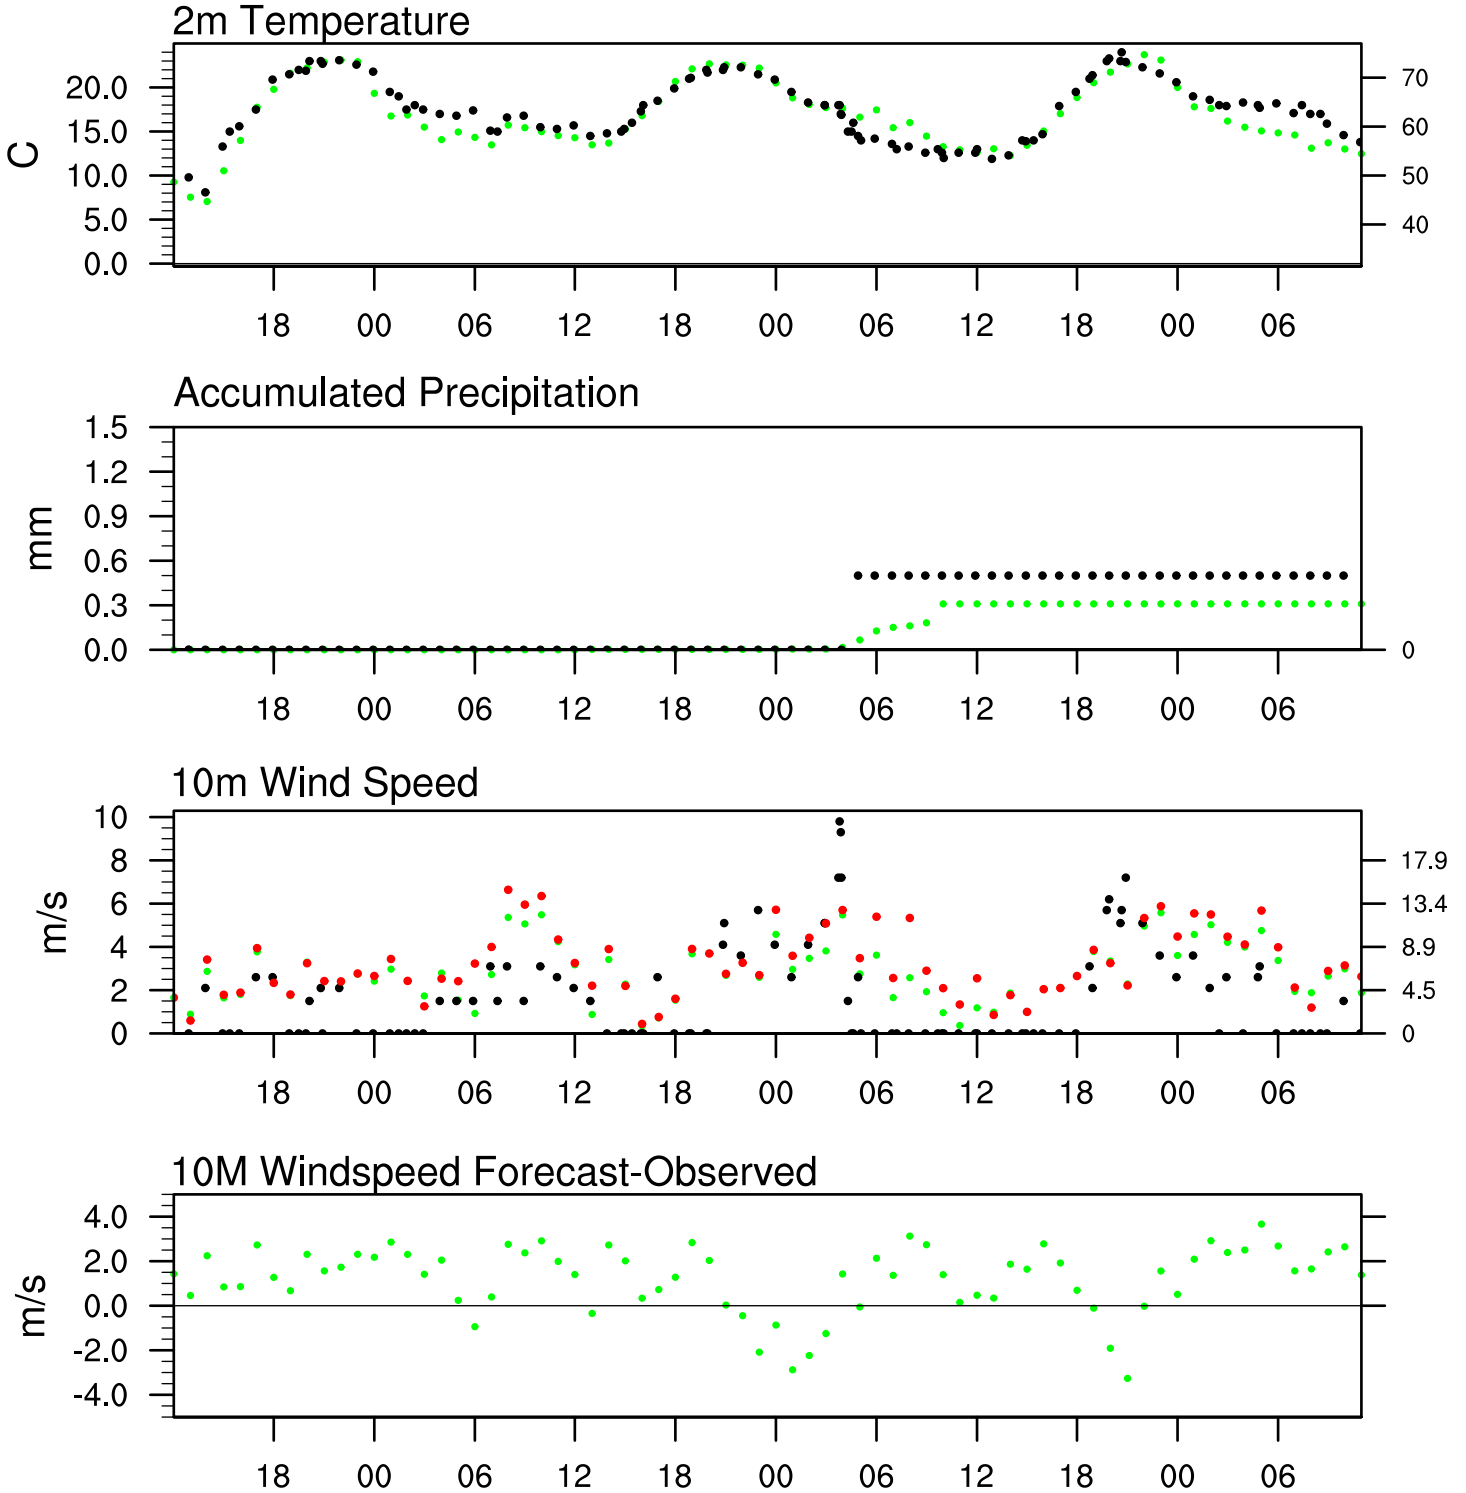 2m Temperature
20.0 70
15.0 60
C
10.0 50
5.0 40
0.0
18 00 06 12 18 00 06 12 18 00 06
Accumulated Precipitation
1.5
1.2
0.9
mm
0.6
0.3
0.0 0
18 00 06 12 18 00 06 12 18 00 06
10m Wind Speed
10
8 17.9
6 13.4
m/s
4 8.9
2 4.5
0 0
18 00 06 12 18 00 06 12 18 00 06
10M Windspeed Forecast-Observed
4.0
2.0
m/s
0.0
-2.0
-4.0
18 00 06 12 18 00 06 12 18 00 06